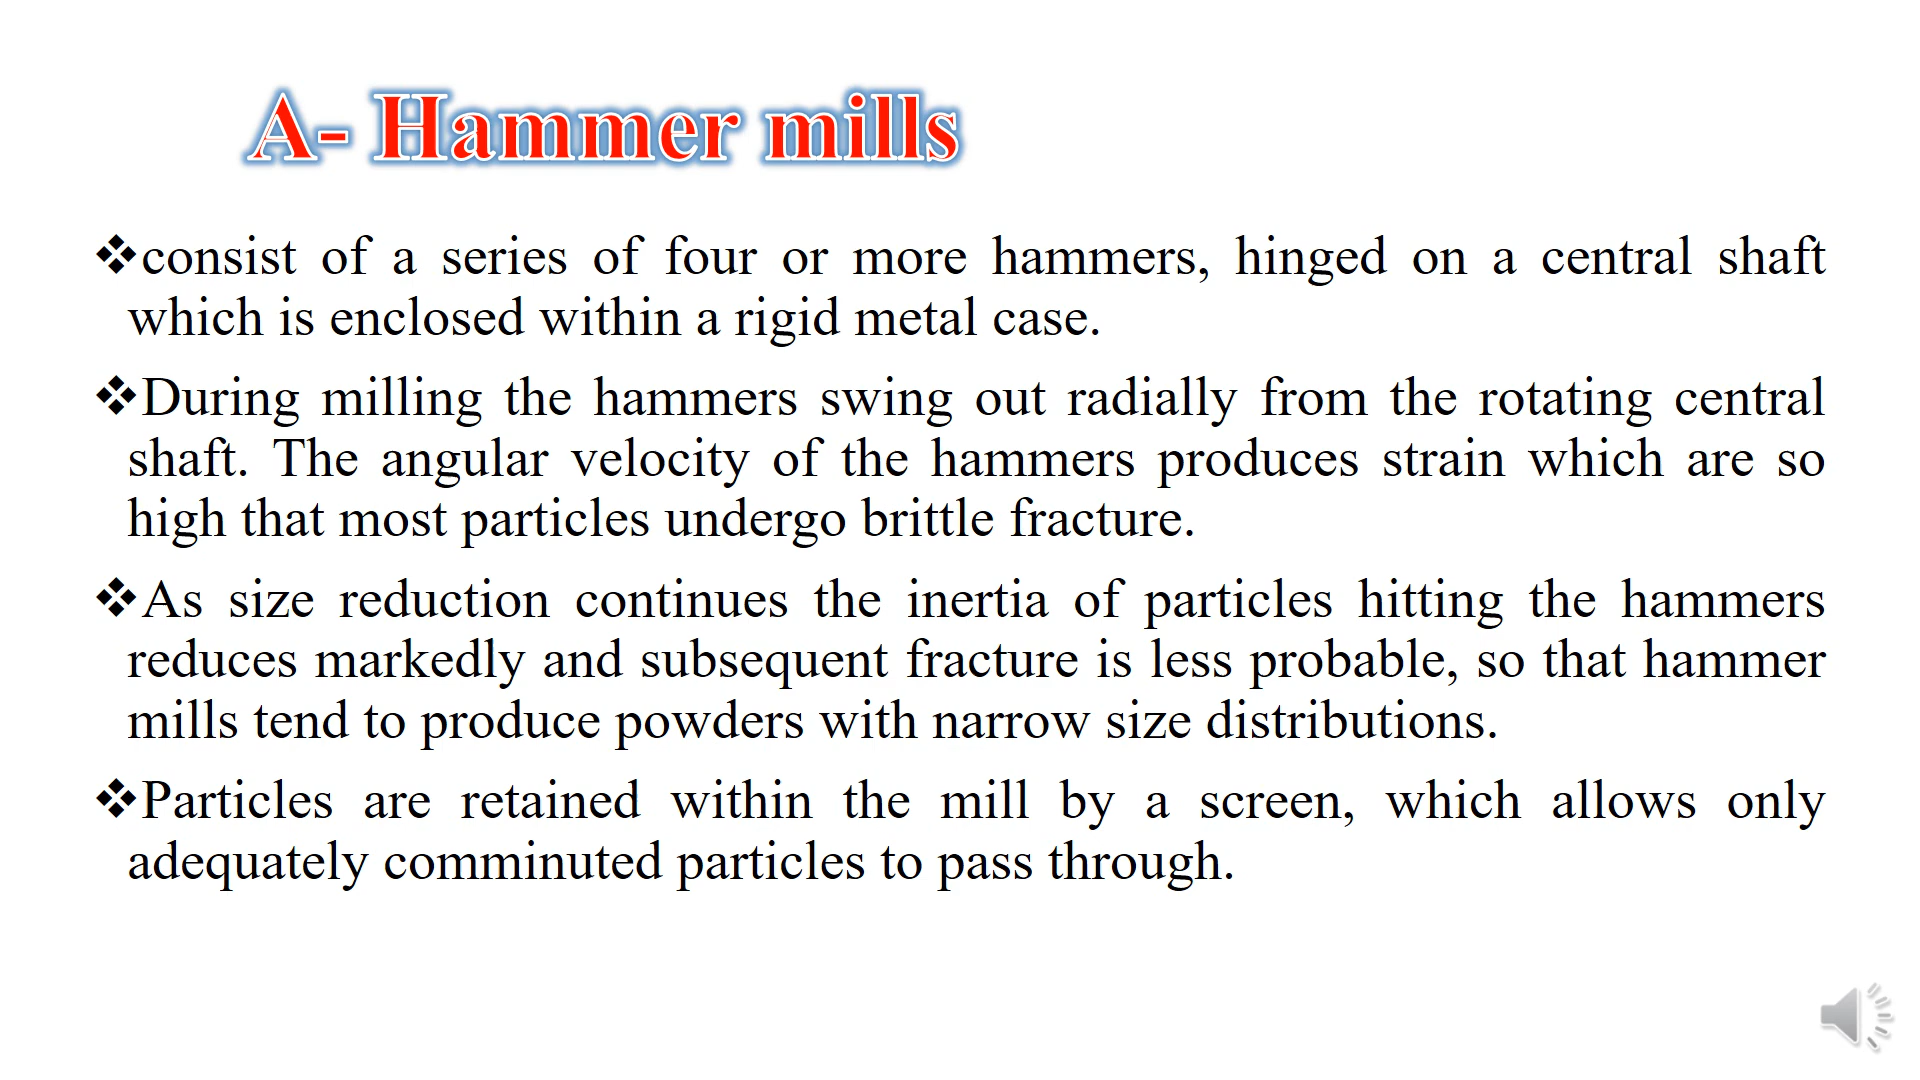 A- Hammer mills
❖consist of a series of four or more hammers, hinged on a central shaft
which is enclosed within a rigid metal case.
❖During milling the hammers swing out radially from the rotating central
shaft. The angular velocity of the hammers produces strain which are so
high that most particles undergo brittle fracture.
❖As size reduction continues the inertia of particles hitting the hammers
reduces markedly and subsequent fracture is less probable, so that hammer
mills tend to produce powders with narrow size distributions.
❖Particles are retained within the mill by a screen, which allows only
adequately comminuted particles to pass through.